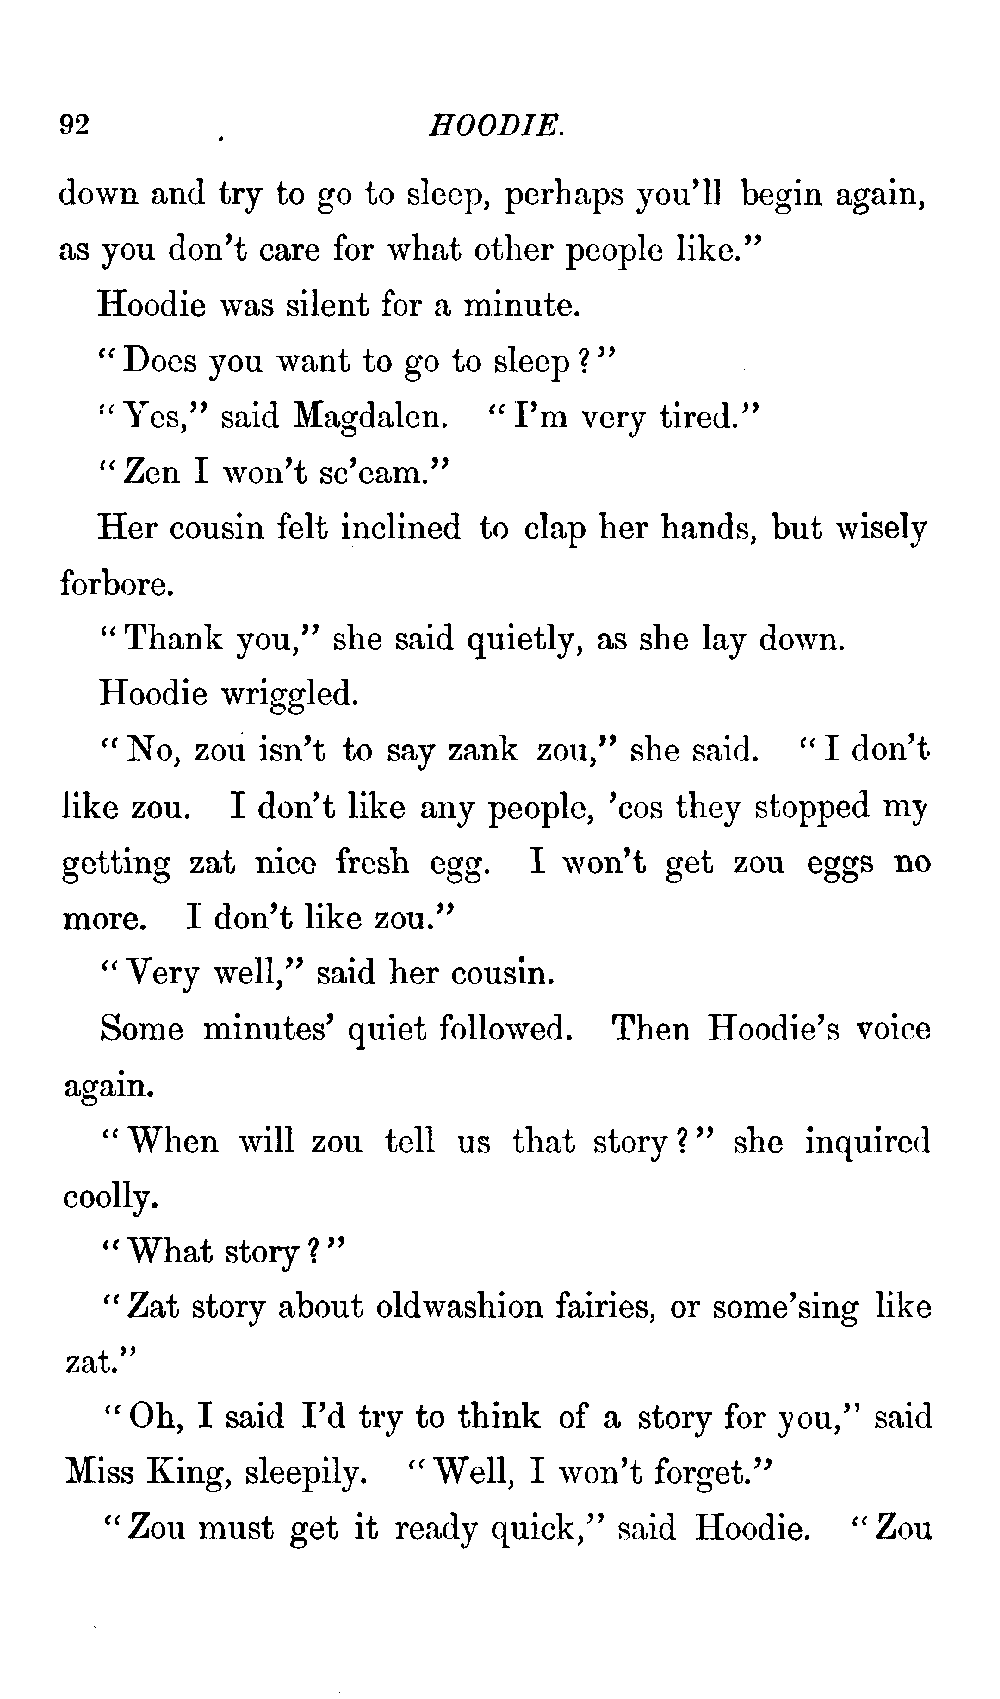 92 HOODIE.
down and try to go to sleep, perhaps you'll begin again,
as you don't care for what other people like."
Hoodie was silent for a minute.
"Does you want to go to sleep?"
"Yes," said Magdalen. "I'm very tired."
"Zen I won't sc'eam."
Her cousin felt inclined to clap her hands, but wisely
forbore.
"Thank you," she said quietly, as she lay down.
Hoodie wriggled.
"No, zou isn't to say zank zou," she said. "I don't
like zou. I don't like any people, 'cos they stopped my
getting zat nice fresh egg. I won't get zou eggs no
more. I don't like zou."
"Very well," said her cousin.
Some minutes' quiet followed. Then Hoodie's voice
again.
"When will zou tell us that story?" she inquired
coolly.
"What story?"
"Zat story about oldwashion fairies, or some'sing like
zat."
"Oh, I said I'd try to think of a story for you," said
Miss King, sleepily. "Well, I won't forget."
"Zou must get it ready quick," said Hoodie. "Zou